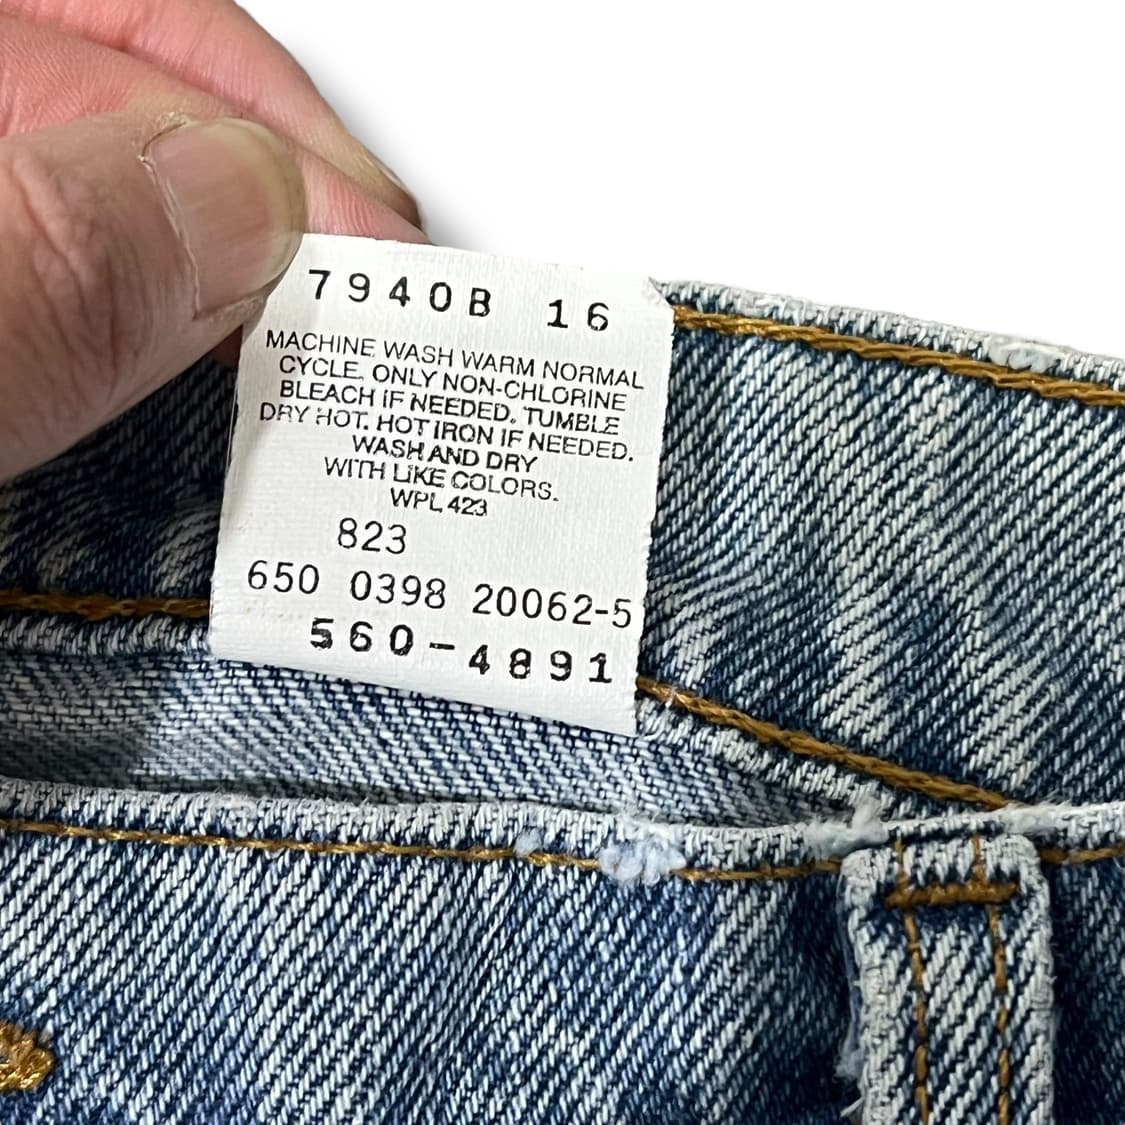 7940B 16
MACHINE WASH WARM NORMAL
CYCLE. ONLY NON-CHLORINE
BLEACH IF NEEDED. TUMBLE
DRY HOT. HOT IRON IF NEEDED.
WASH AND DRY
WITH LIKE COLORS.
WPL 423
823
650 0398 20062-5
560-4891